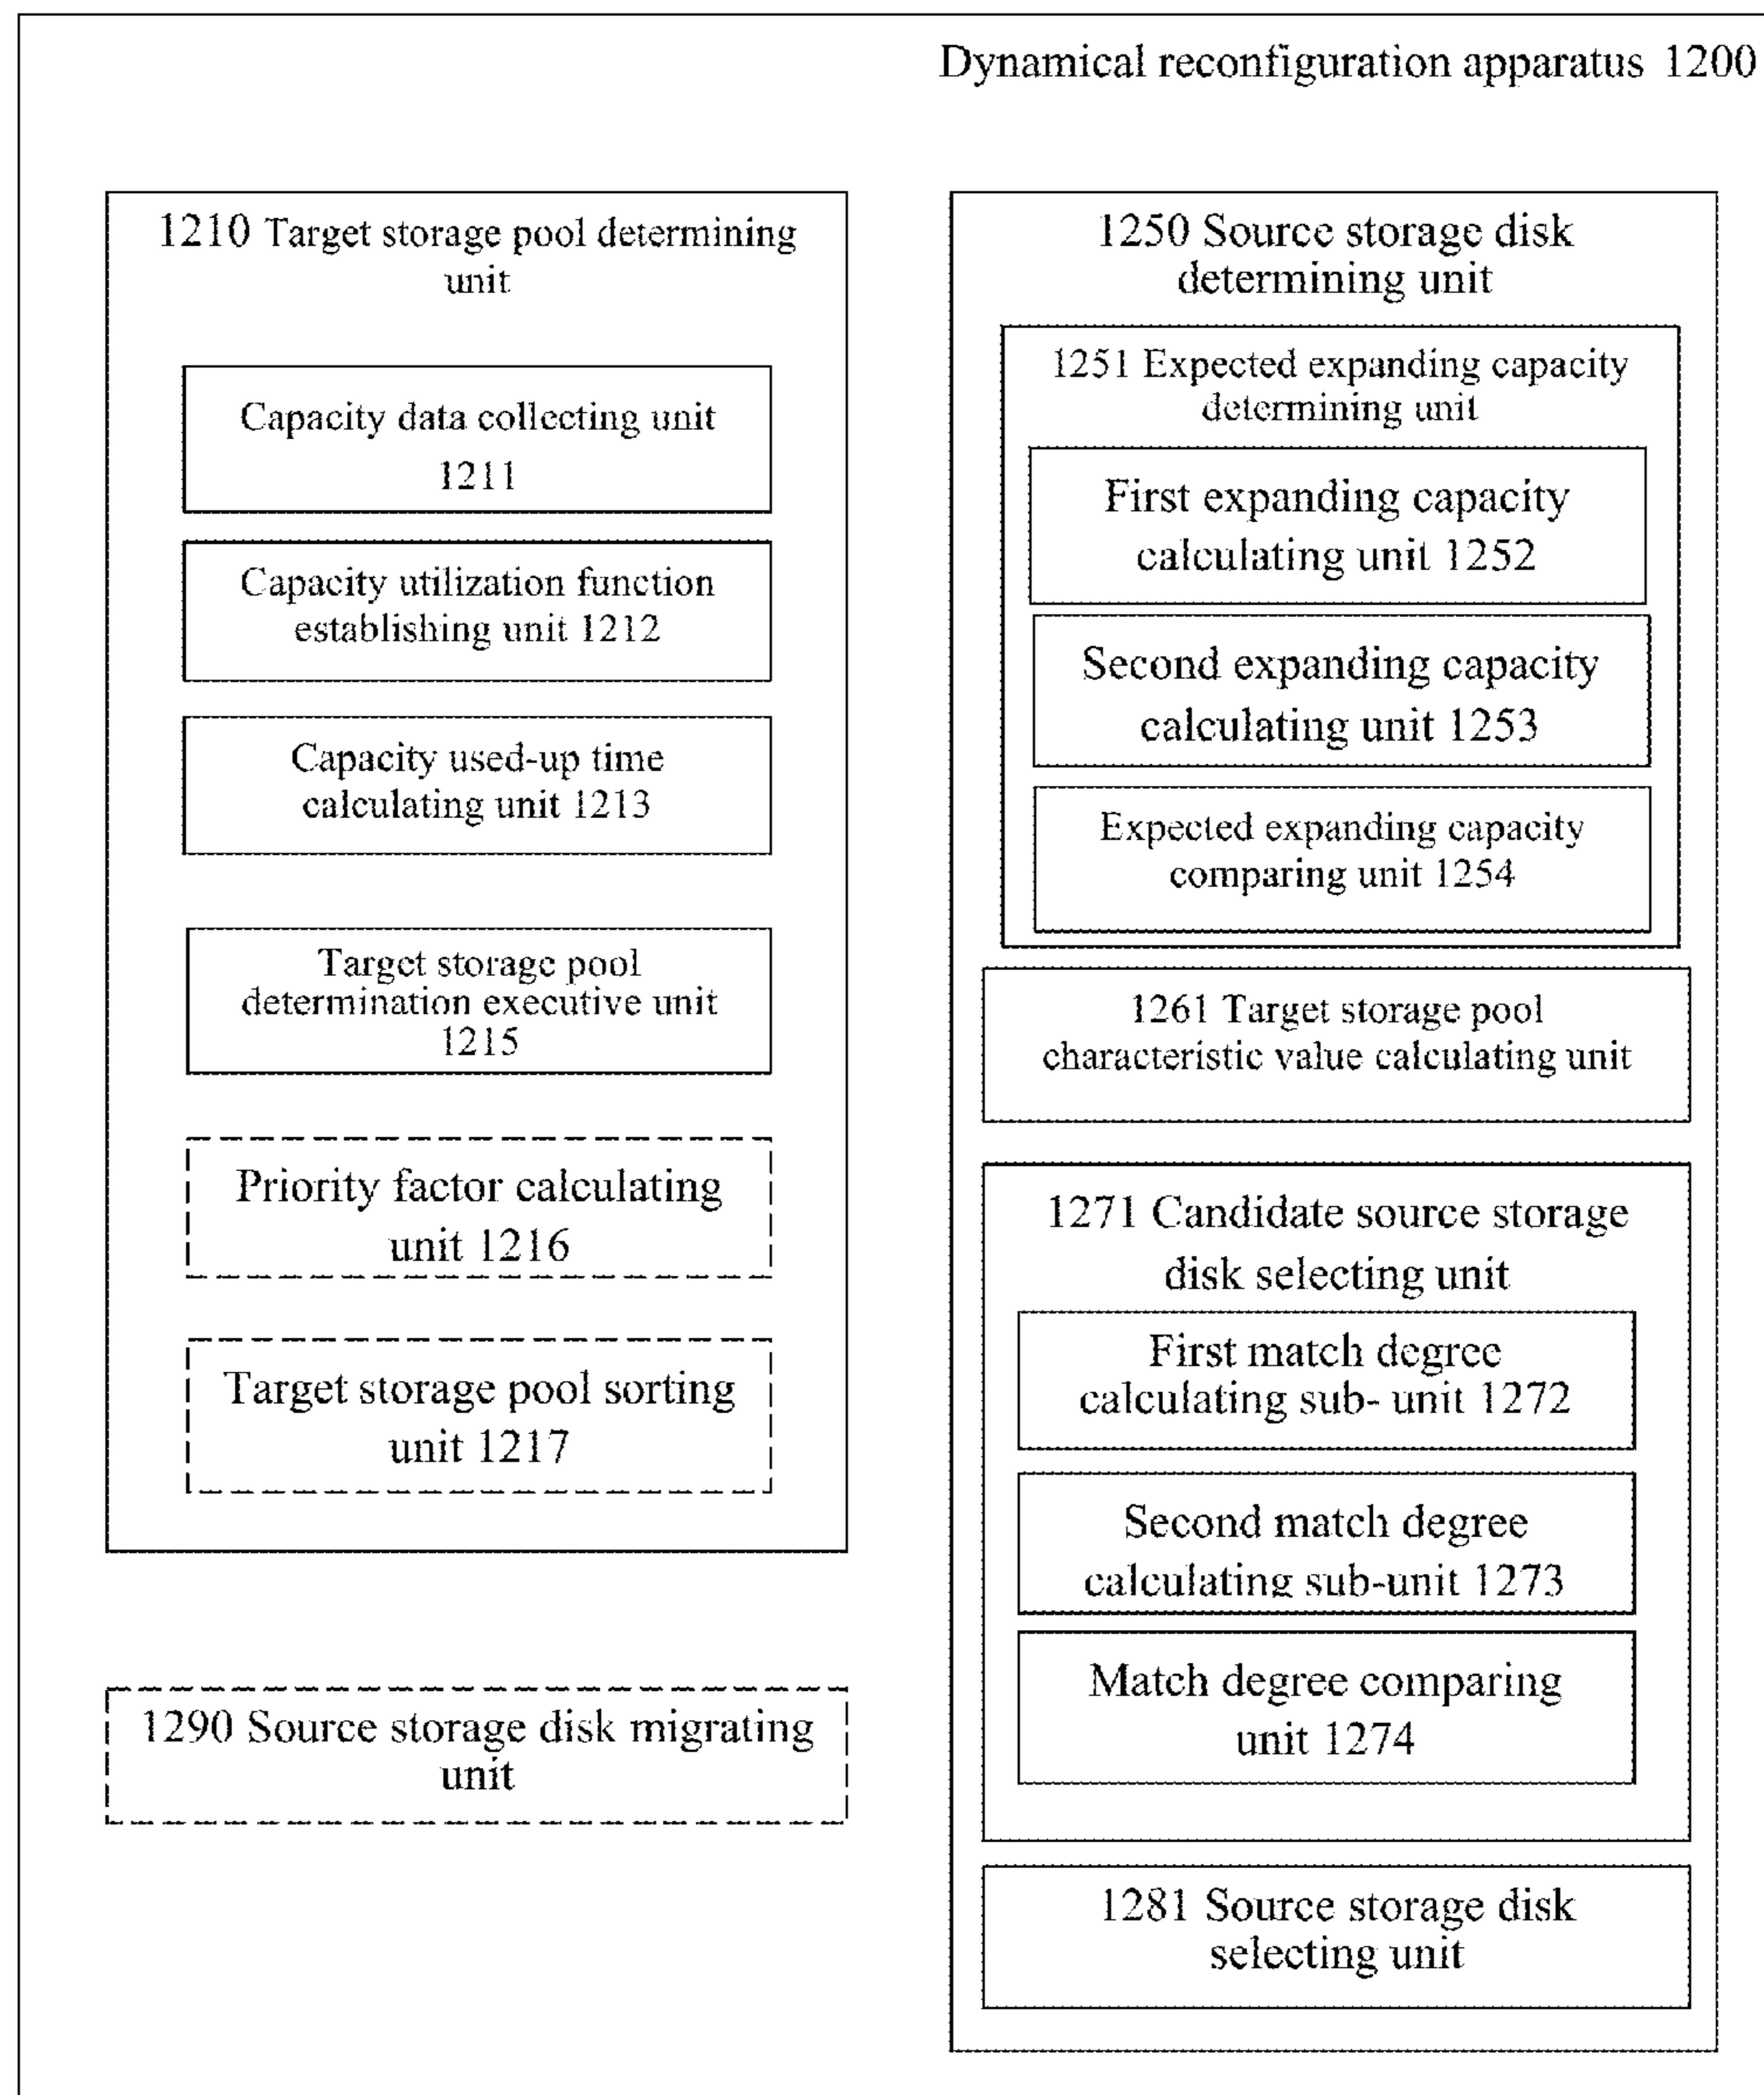 Dynamical reconfiguration apparatus 1200
1210 Target storage pool determining
unit
Capacity data collecting unit
1211
Capacity utilization function
establishing unit 1212
Capacity used-up time
calculating unit 1213
Target storage pool
determination executive unit
1215
Priority factor calculating
unit 1216
Target storage pool sorting
unit 1217
1290 Source storage disk migrating
unit
1250 Source storage disk
determining unit
1251 Expected expanding capacity
determining unit
First expanding capacity
calculating unit 1252
Second expanding capacity
calculating unit 1253
Expected expanding capacity
comparing unit 1254
1261 Target storage pool
characteristic value calculating unit
1271 Candidate source storage
disk selecting unit
First match degree
calculating sub- unit 1272
Second match degree
calculating sub-unit 1273
Match degree comparing
unit 1274
1281 Source storage disk
selecting unit